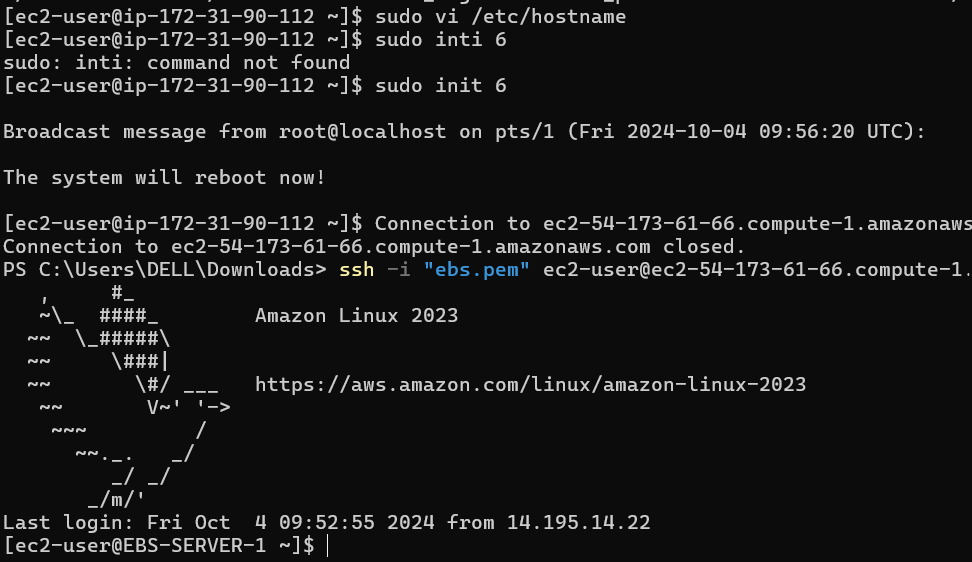 [ec2-user@ip-172-31-90-112 ~]$ sudo vi /etc/hostname
[ec2-user@ip-172-31-90-112 ~]$ sudo inti 6
sudo: inti: command not found
[ec2-user@ip-172-31-90-112 ~]$ sudo init 6
Broadcast message from root@localhost on pts/1 (Fri 2024-10-04 09:56:20 UTC):
The system will reboot now!
[ec2-user@ip-172-31-90-112 ~]$ Connection to ec2-54-173-61-66.compute-1.amazonaws
Connection to ec2-54-173-61-66.compute-1.amazonaws.com closed.
PS C:\Users\DELL\Downloads> ssh -i "ebs.pem" ec2-user@ec2-54-173-61-66.compute-1.
   ,     #_
   ~\_  ####_        Amazon Linux 2023
  ~~  \_#####\
  ~~     \###|
  ~~       \#/ ___   https://aws.amazon.com/linux/amazon-linux-2023
   ~~       V~' '->
    ~~~         /
      ~~._.   _/
         _/ _/
       _/m/'
Last login: Fri Oct  4 09:52:55 2024 from 14.195.14.22
[ec2-user@EBS-SERVER-1 ~]$